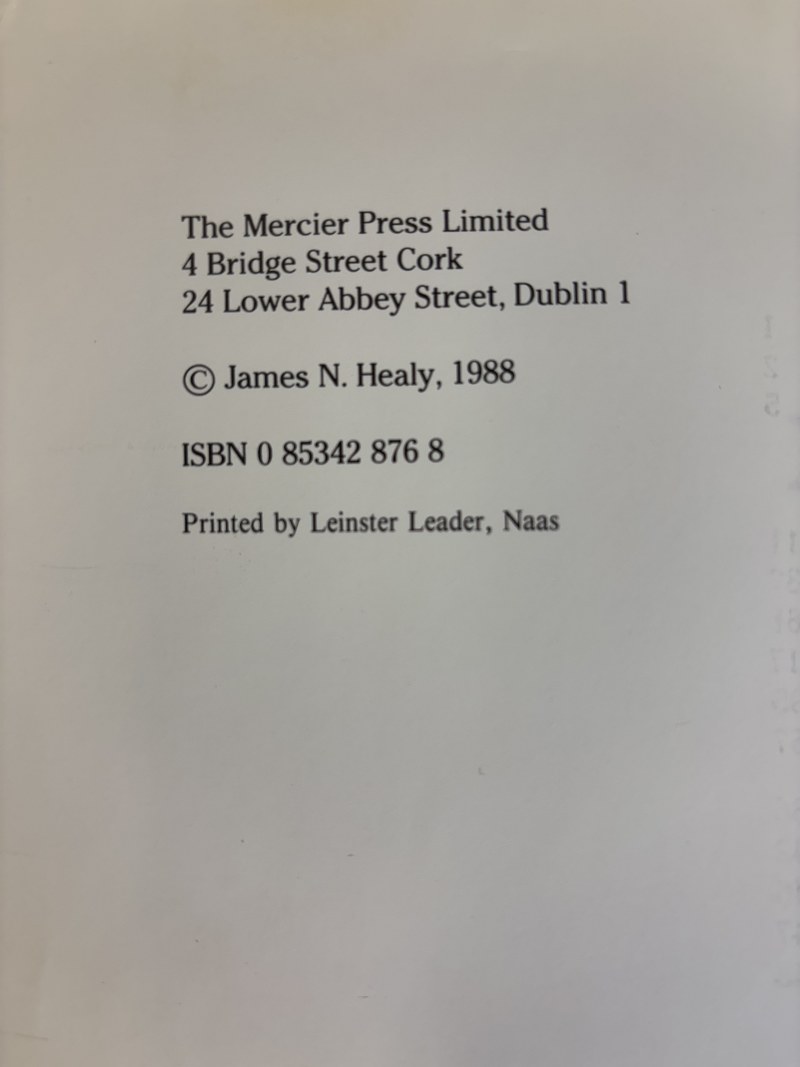 The Mercier Press Limited
4 Bridge Street Cork
24 Lower Abbey Street, Dublin 1
© James N. Healy, 1988
ISBN 0 85342 876 8
Printed by Leinster Leader, Naas